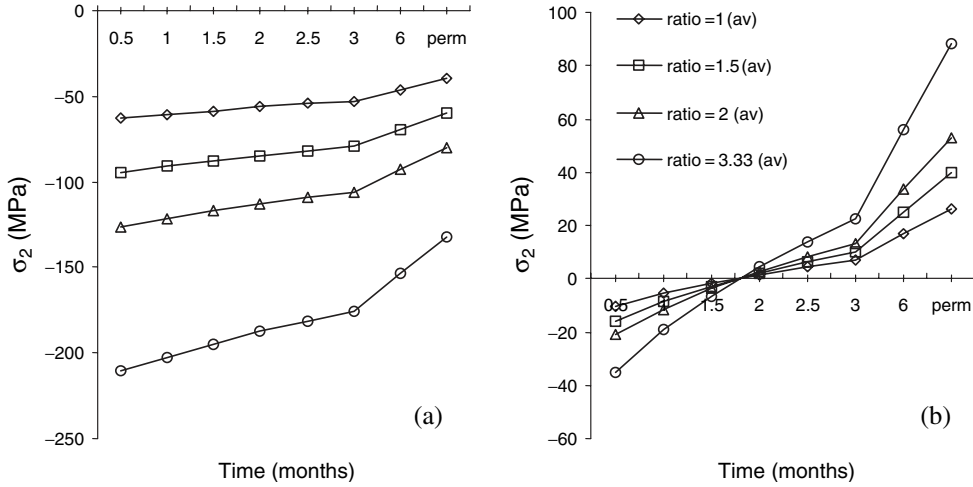 0
−50
−100
−150
−200
−250
0.5 1 1.5 2 2.5 3 6 perm
σ2 (MPa)
Time (months)
(a)
100
80
60
40
20
0
−20
−40
−60
ratio = 1 (av)
ratio = 1.5 (av)
ratio = 2 (av)
ratio = 3.33 (av)
0.5 1 1.5 2 2.5 3 6 perm
σ2 (MPa)
Time (months)
(b)